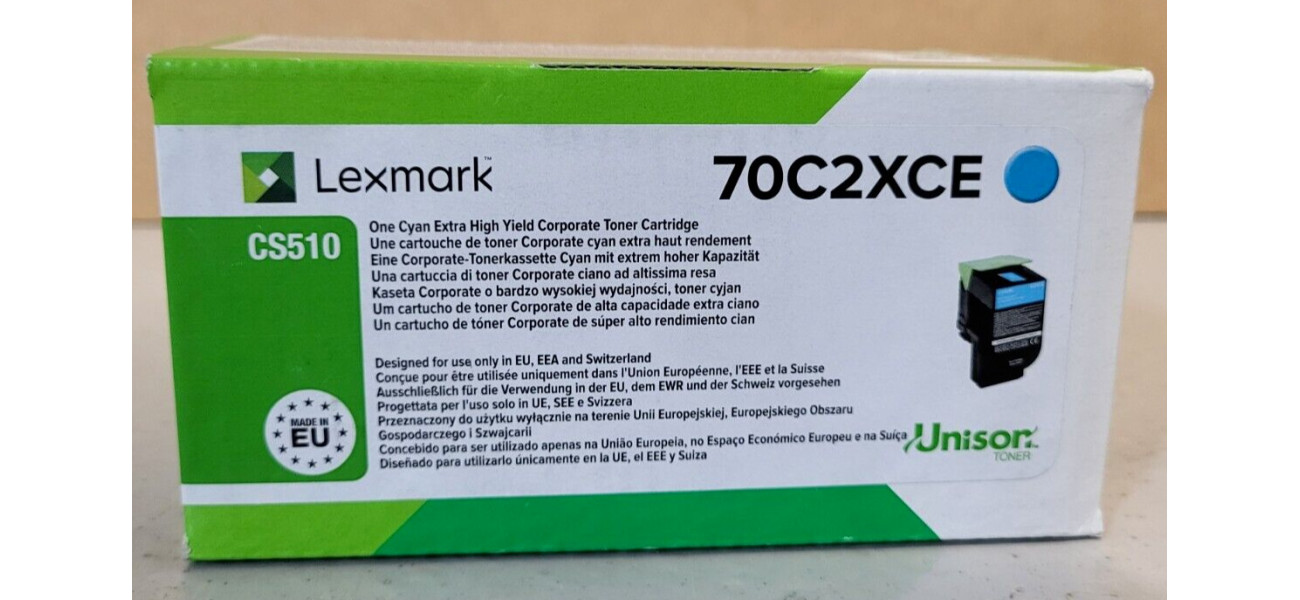 Lexmark™
70C2XCE
CS510
One Cyan Extra High Yield Corporate Toner Cartridge
Une cartouche de toner Corporate cyan extra haut rendement
Eine Corporate-Tonerkassette Cyan mit extrem hoher Kapazität
Una cartuccia di toner Corporate ciano ad altissima resa
Kaseta Corporate o bardzo wysokiej wydajności, toner cyjan
Um cartucho de toner Corporate de alta capacidade extra ciano
Un cartucho de tóner Corporate de súper alto rendimiento cian
Designed for use only in EU, EEA and Switzerland
Conçue pour être utilisée uniquement dans l'Union Européenne, l'EEE et la Suisse
Ausschließlich für die Verwendung in der EU, dem EWR und der Schweiz vorgesehen
Progettata per l'uso solo in UE, SEE e Svizzera
Przeznaczony do użytku wyłącznie na terenie Unii Europejskiej, Europejskiego Obszaru
Gospodarczego i Szwajcarii
Concebido para ser utilizado apenas na União Europeia, no Espaço Económico Europeu e na Suíça
Diseñado para utilizarlo únicamente en la UE, el EEE y Suiza
MADE IN
EU
Unison™
TONER